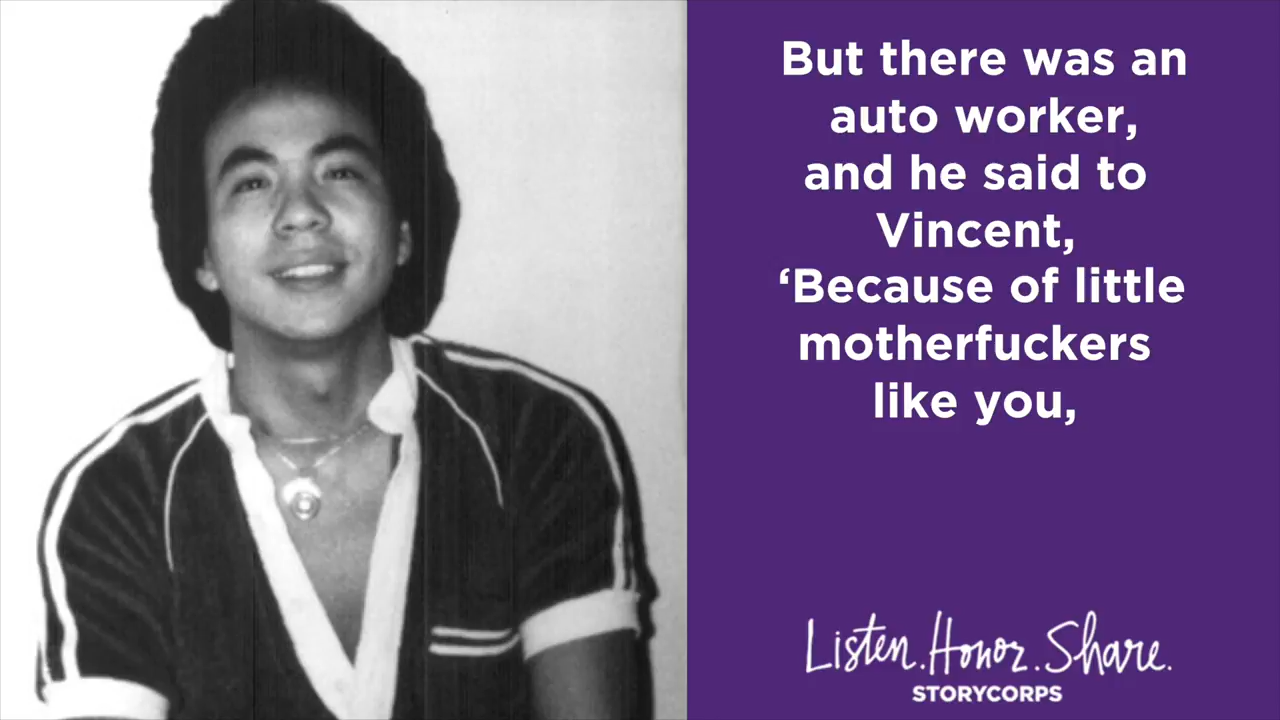 But there was an
auto worker,
and he said to
Vincent,
‘Because of little
motherfuckers
like you,
Listen.Honor.Share.
STORYCORPS